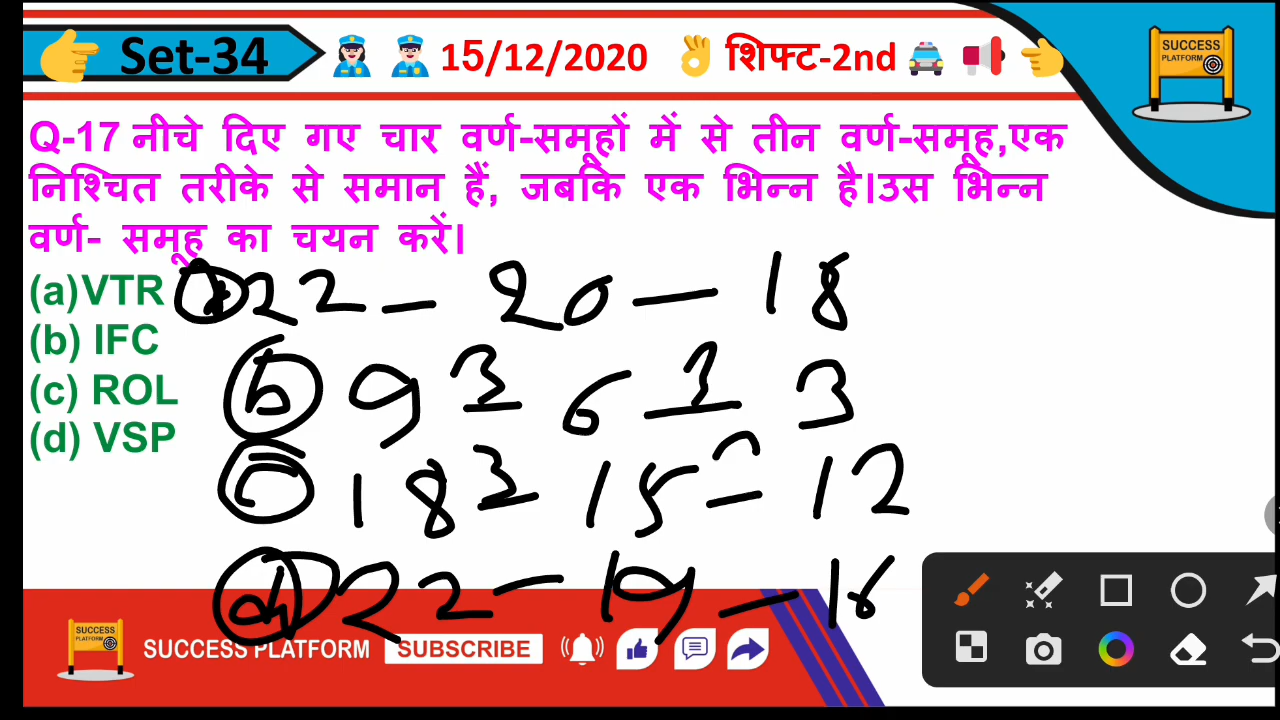 Set-34 15/12/2020 शिफ्ट-2nd
SUCCESS
PLATFORM
Q-17 नीचे दिए गए चार वर्ण-समूहों में से तीन वर्ण-समूह,एक
निश्चित तरीके से समान हैं, जबकि एक भिन्न है।उस भिन्न
वर्ण- समूह का चयन करें।
(a)VTR 22 - 20 - 18
(b) IFC b 9 3 - 6 3 - 3
(c) ROL c 18 3 - 15 - 12
(d) VSP d 22 - 19 - 16
SUCCESS
PLATFORM
SUCCESS PLATFORM SUBSCRIBE